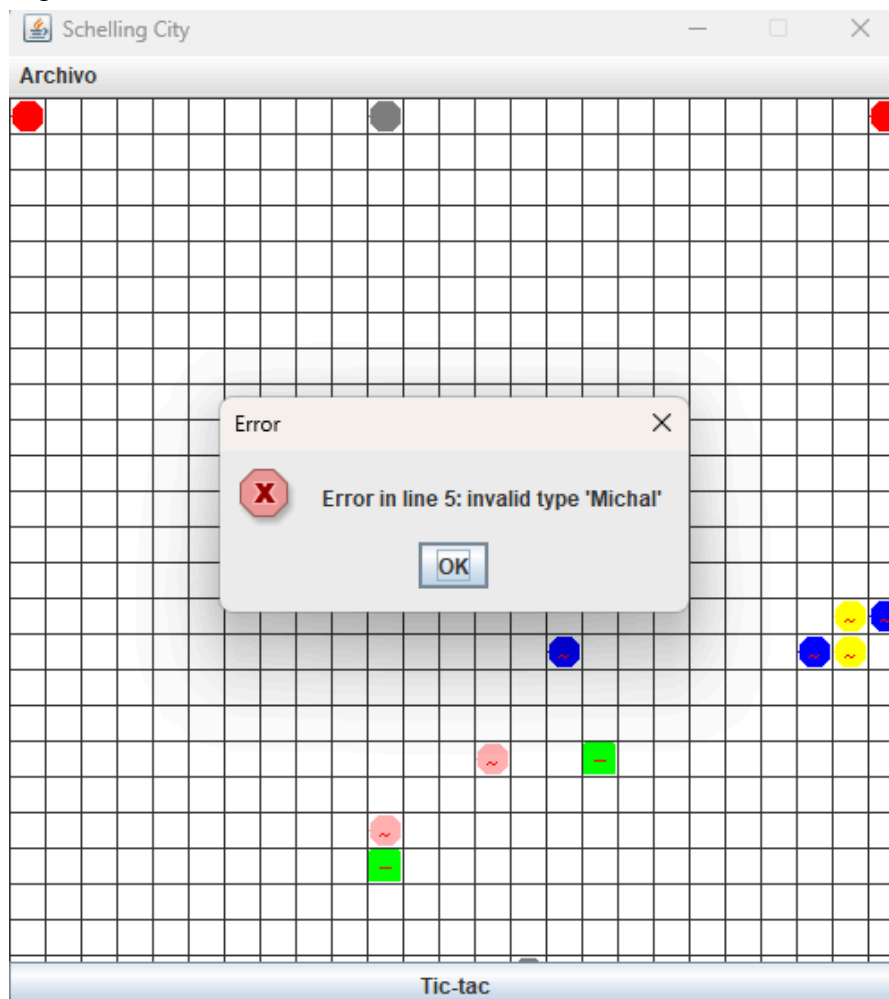 Schelling City
Archivo
Error
Error in line 5: invalid type 'Michal'
OK
~
~
~
~
~
~
–
~
–
Tic-tac